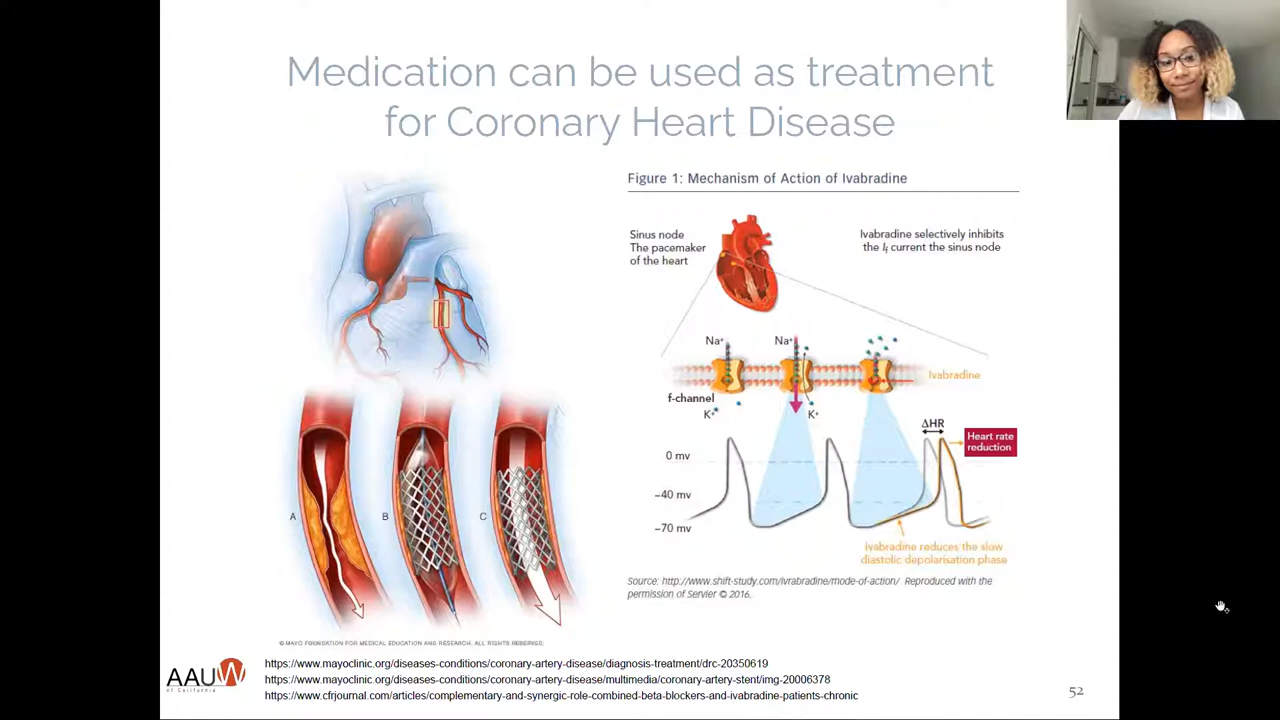 Medication can be used as treatment
for Coronary Heart Disease
Figure 1: Mechanism of Action of Ivabradine
Sinus node
The pacemaker
of the heart
Ivabradine selectively inhibits
the If current the sinus node
Na+
Na+
Ivabradine
f-channel
K+
K+
ΔHR
Heart rate
reduction
0 mv
−40 mv
−70 mv
Ivabradine reduces the slow
diastolic depolarisation phase
A
B
C
Source: http://www.shift-study.com/ivrabradine/mode-of-action/ Reproduced with the
permission of Servier © 2016.
© MAYO FOUNDATION FOR MEDICAL EDUCATION AND RESEARCH. ALL RIGHTS RESERVED.
AAUW
of California
https://www.mayoclinic.org/diseases-conditions/coronary-artery-disease/diagnosis-treatment/drc-20350619
https://www.mayoclinic.org/diseases-conditions/coronary-artery-disease/multimedia/coronary-artery-stent/img-20006378
https://www.cfrjournal.com/articles/complementary-and-synergic-role-combined-beta-blockers-and-ivabradine-patients-chronic
52